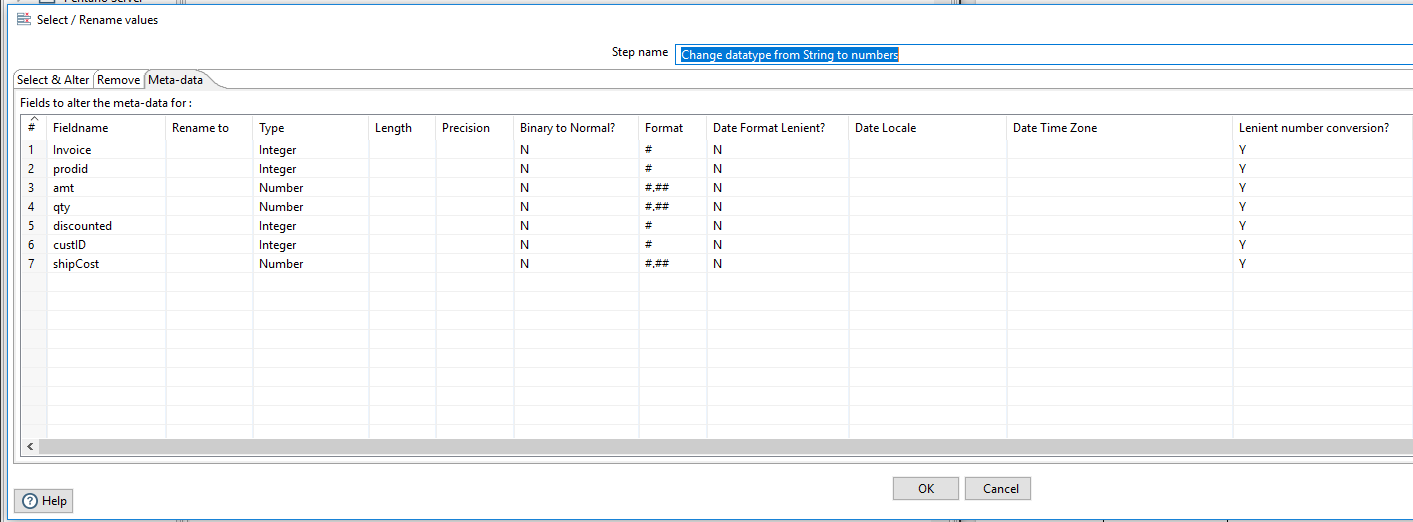 Pentaho Server
Select / Rename values
Step name Change datatype from String to numbers
Select & Alter Remove Meta-data
Fields to alter the meta-data for :
# Fieldname Rename to Type Length Precision Binary to Normal? Format Date Format Lenient? Date Locale Date Time Zone Lenient number conversion?
1 Invoice Integer N # N Y
2 prodid Integer N # N Y
3 amt Number N #.## N Y
4 qty Number N #.## N Y
5 discounted Integer N # N Y
6 custID Integer N # N Y
7 shipCost Number N #.## N Y
OK Cancel
Help